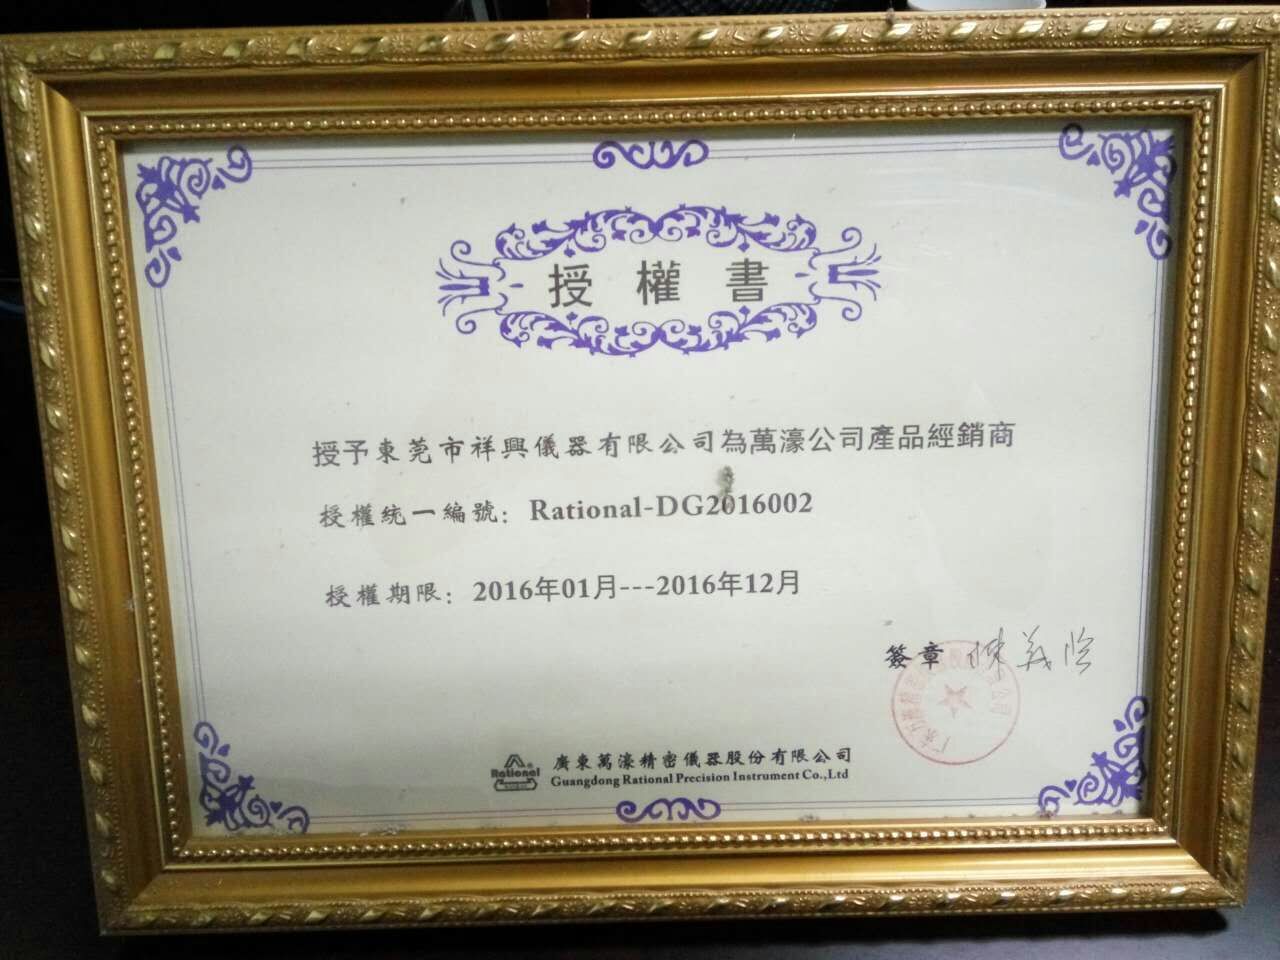 授權書
授予東莞市祥興儀器有限公司為萬濠公司產品經銷商
授權統一編號：Rational-DG2016002
授權期限：2016年01月---2016年12月
簽章
Rational®
廣東萬濠精密儀器股份有限公司
Guangdong Rational Precision Instrument Co.,Ltd